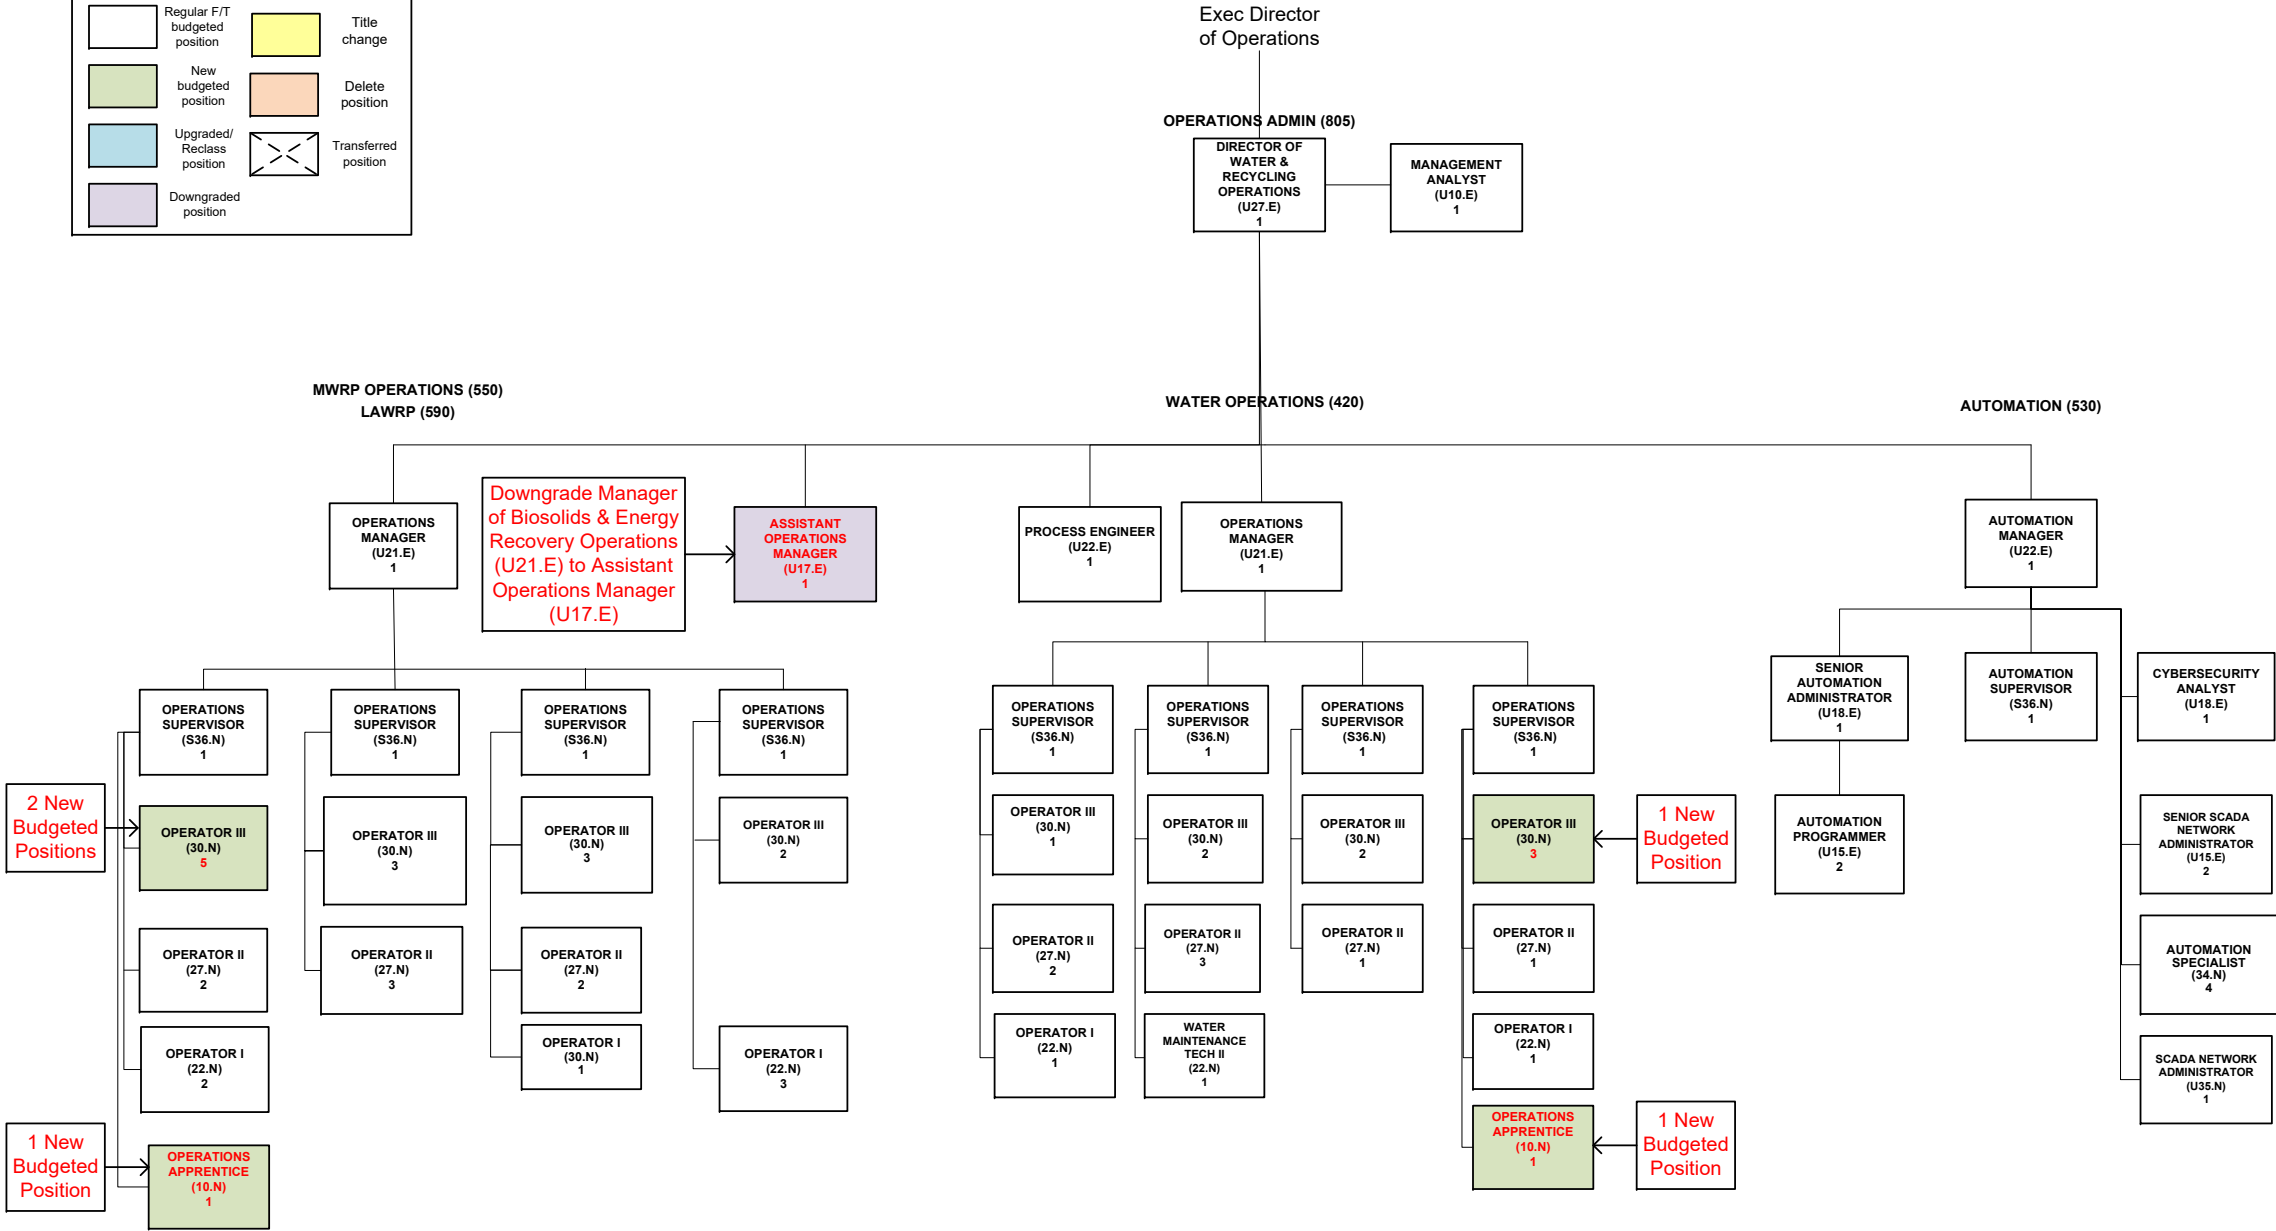 Regular F/T
budgeted
position
Title
change
New
budgeted
position
Delete
position
Upgraded/
Reclass
position
Transferred
position
Downgraded
position
Exec Director
of Operations
OPERATIONS ADMIN (805)
DIRECTOR OF
WATER &
RECYCLING
OPERATIONS
(U27.E)
1
MANAGEMENT
ANALYST
(U10.E)
1
MWRP OPERATIONS (550)
LAWRP (590)
WATER OPERATIONS (420)
AUTOMATION (530)
OPERATIONS
MANAGER
(U21.E)
1
Downgrade Manager
of Biosolids & Energy
Recovery Operations
(U21.E) to Assistant
Operations Manager
(U17.E)
ASSISTANT
OPERATIONS
MANAGER
(U17.E)
1
PROCESS ENGINEER
(U22.E)
1
OPERATIONS
MANAGER
(U21.E)
1
AUTOMATION
MANAGER
(U22.E)
1
OPERATIONS
SUPERVISOR
(S36.N)
1
OPERATIONS
SUPERVISOR
(S36.N)
1
OPERATIONS
SUPERVISOR
(S36.N)
1
OPERATIONS
SUPERVISOR
(S36.N)
1
OPERATIONS
SUPERVISOR
(S36.N)
1
OPERATIONS
SUPERVISOR
(S36.N)
1
OPERATIONS
SUPERVISOR
(S36.N)
1
OPERATIONS
SUPERVISOR
(S36.N)
1
SENIOR
AUTOMATION
ADMINISTRATOR
(U18.E)
1
AUTOMATION
SUPERVISOR
(S36.N)
1
CYBERSECURITY
ANALYST
(U18.E)
1
2 New
Budgeted
Positions
OPERATOR III
(30.N)
5
OPERATOR III
(30.N)
3
OPERATOR III
(30.N)
3
OPERATOR III
(30.N)
2
OPERATOR III
(30.N)
1
OPERATOR III
(30.N)
2
OPERATOR III
(30.N)
2
OPERATOR III
(30.N)
3
1 New
Budgeted
Position
AUTOMATION
PROGRAMMER
(U15.E)
2
SENIOR SCADA
NETWORK
ADMINISTRATOR
(U15.E)
2
OPERATOR II
(27.N)
2
OPERATOR II
(27.N)
3
OPERATOR II
(27.N)
2
OPERATOR II
(27.N)
2
OPERATOR II
(27.N)
3
OPERATOR II
(27.N)
1
OPERATOR II
(27.N)
1
AUTOMATION
SPECIALIST
(34.N)
4
OPERATOR I
(22.N)
2
OPERATOR I
(30.N)
1
OPERATOR I
(22.N)
3
OPERATOR I
(22.N)
1
WATER
MAINTENANCE
TECH II
(22.N)
1
OPERATOR I
(22.N)
1
SCADA NETWORK
ADMINISTRATOR
(U35.N)
1
1 New
Budgeted
Position
OPERATIONS
APPRENTICE
(10.N)
1
OPERATIONS
APPRENTICE
(10.N)
1
1 New
Budgeted
Position